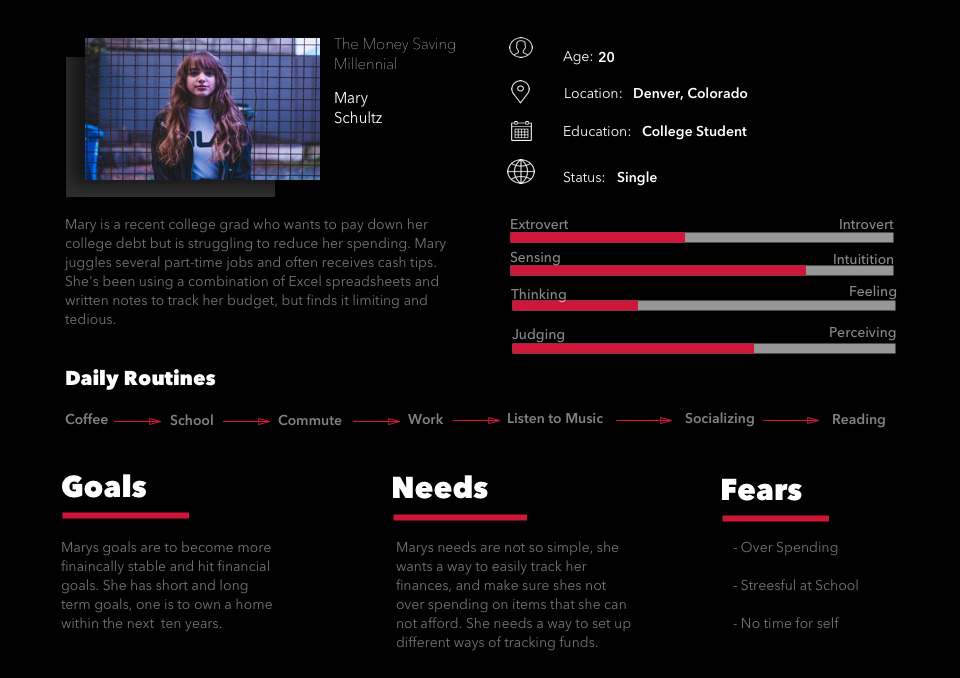 The Money Saving
Millennial
Mary
Schultz
Age: 20
Location: Denver, Colorado
Education: College Student
Status: Single
Mary is a recent college grad who wants to pay down her
college debt but is struggling to reduce her spending. Mary
juggles several part-time jobs and often receives cash tips.
She's been using a combination of Excel spreadsheets and
written notes to track her budget, but finds it limiting and
tedious.
Extrovert Introvert
Sensing Intuitition
Thinking Feeling
Judging Perceiving
Daily Routines
Coffee School Commute Work Listen to Music Socializing Reading
Goals
Marys goals are to become more
finaincally stable and hit financial
goals. She has short and long
term goals, one is to own a home
within the next ten years.
Needs
Marys needs are not so simple, she
wants a way to easily track her
finances, and make sure shes not
over spending on items that she can
not afford. She needs a way to set up
different ways of tracking funds.
Fears
- Over Spending
- Streesful at School
- No time for self